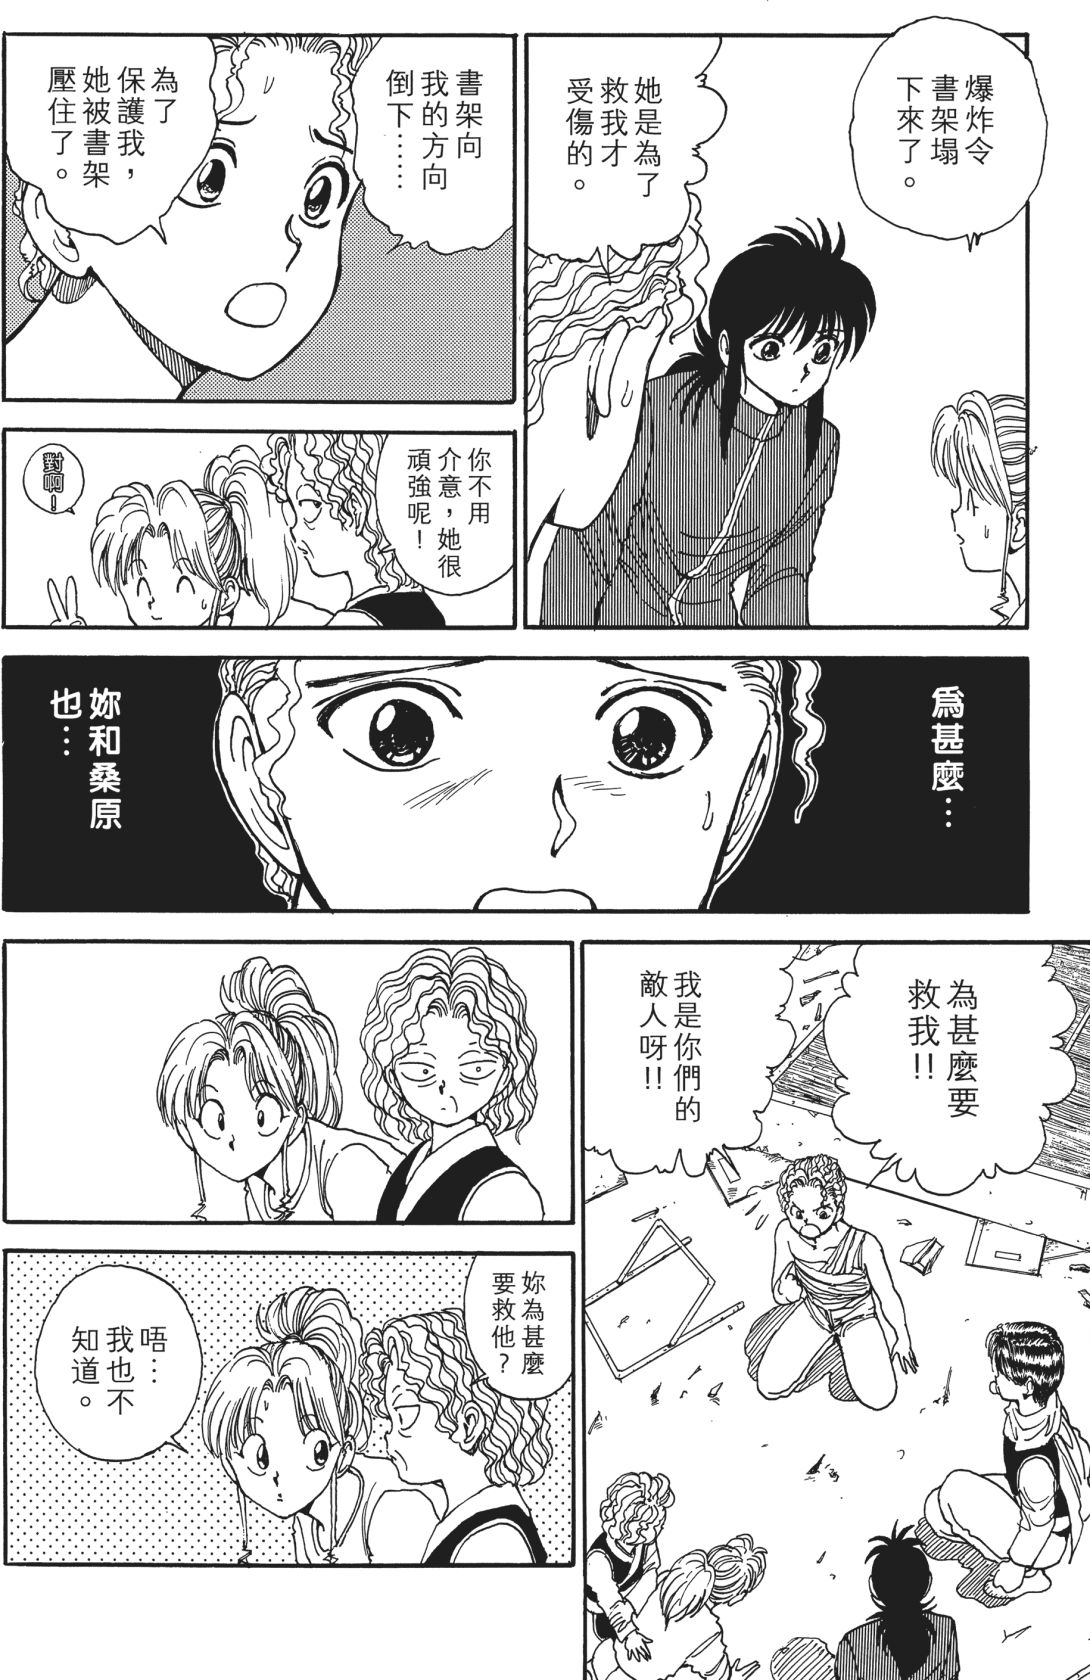 爆炸令
書架塌
下來了。
她是為了
救我才
受傷的。
書架向
我的方向
倒下……
為了
保護我，
她被書架
壓住了。
你不用
介意，她很
頑強呢！
對啊！
為甚麼…
妳和桑原
也…
為甚麼要
救我!!
我是你們的
敵人呀!!
妳為甚麼
要救他？
唔…
我也不
知道。